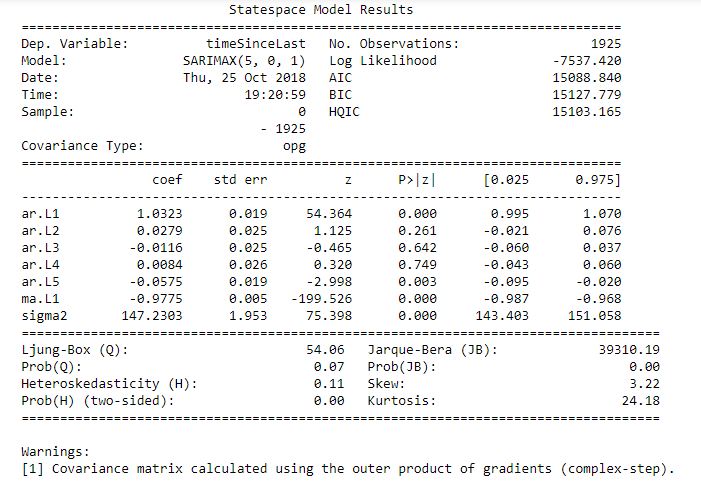 Statespace Model Results
==============================================================================
Dep. Variable:           timeSinceLast   No. Observations:                 1925
Model:                SARIMAX(5, 0, 1)   Log Likelihood               -7537.420
Date:                 Thu, 25 Oct 2018   AIC                          15088.840
Time:                         19:20:59   BIC                          15127.779
Sample:                              0   HQIC                         15103.165
- 1925
Covariance Type:                   opg
==============================================================================
coef    std err          z      P>|z|      [0.025      0.975]
------------------------------------------------------------------------------
ar.L1          1.0323      0.019     54.364      0.000       0.995       1.070
ar.L2          0.0279      0.025      1.125      0.261      -0.021       0.076
ar.L3         -0.0116      0.025     -0.465      0.642      -0.060       0.037
ar.L4          0.0084      0.026      0.320      0.749      -0.043       0.060
ar.L5         -0.0575      0.019     -2.998      0.003      -0.095      -0.020
ma.L1         -0.9775      0.005   -199.526      0.000      -0.987      -0.968
sigma2       147.2303      1.953     75.398      0.000     143.403     151.058
===================================================================================
Ljung-Box (Q):                       54.06   Jarque-Bera (JB):             39310.19
Prob(Q):                              0.07   Prob(JB):                         0.00
Heteroskedasticity (H):               0.11   Skew:                             3.22
Prob(H) (two-sided):                  0.00   Kurtosis:                        24.18
===================================================================================
Warnings:
[1] Covariance matrix calculated using the outer product of gradients (complex-step).